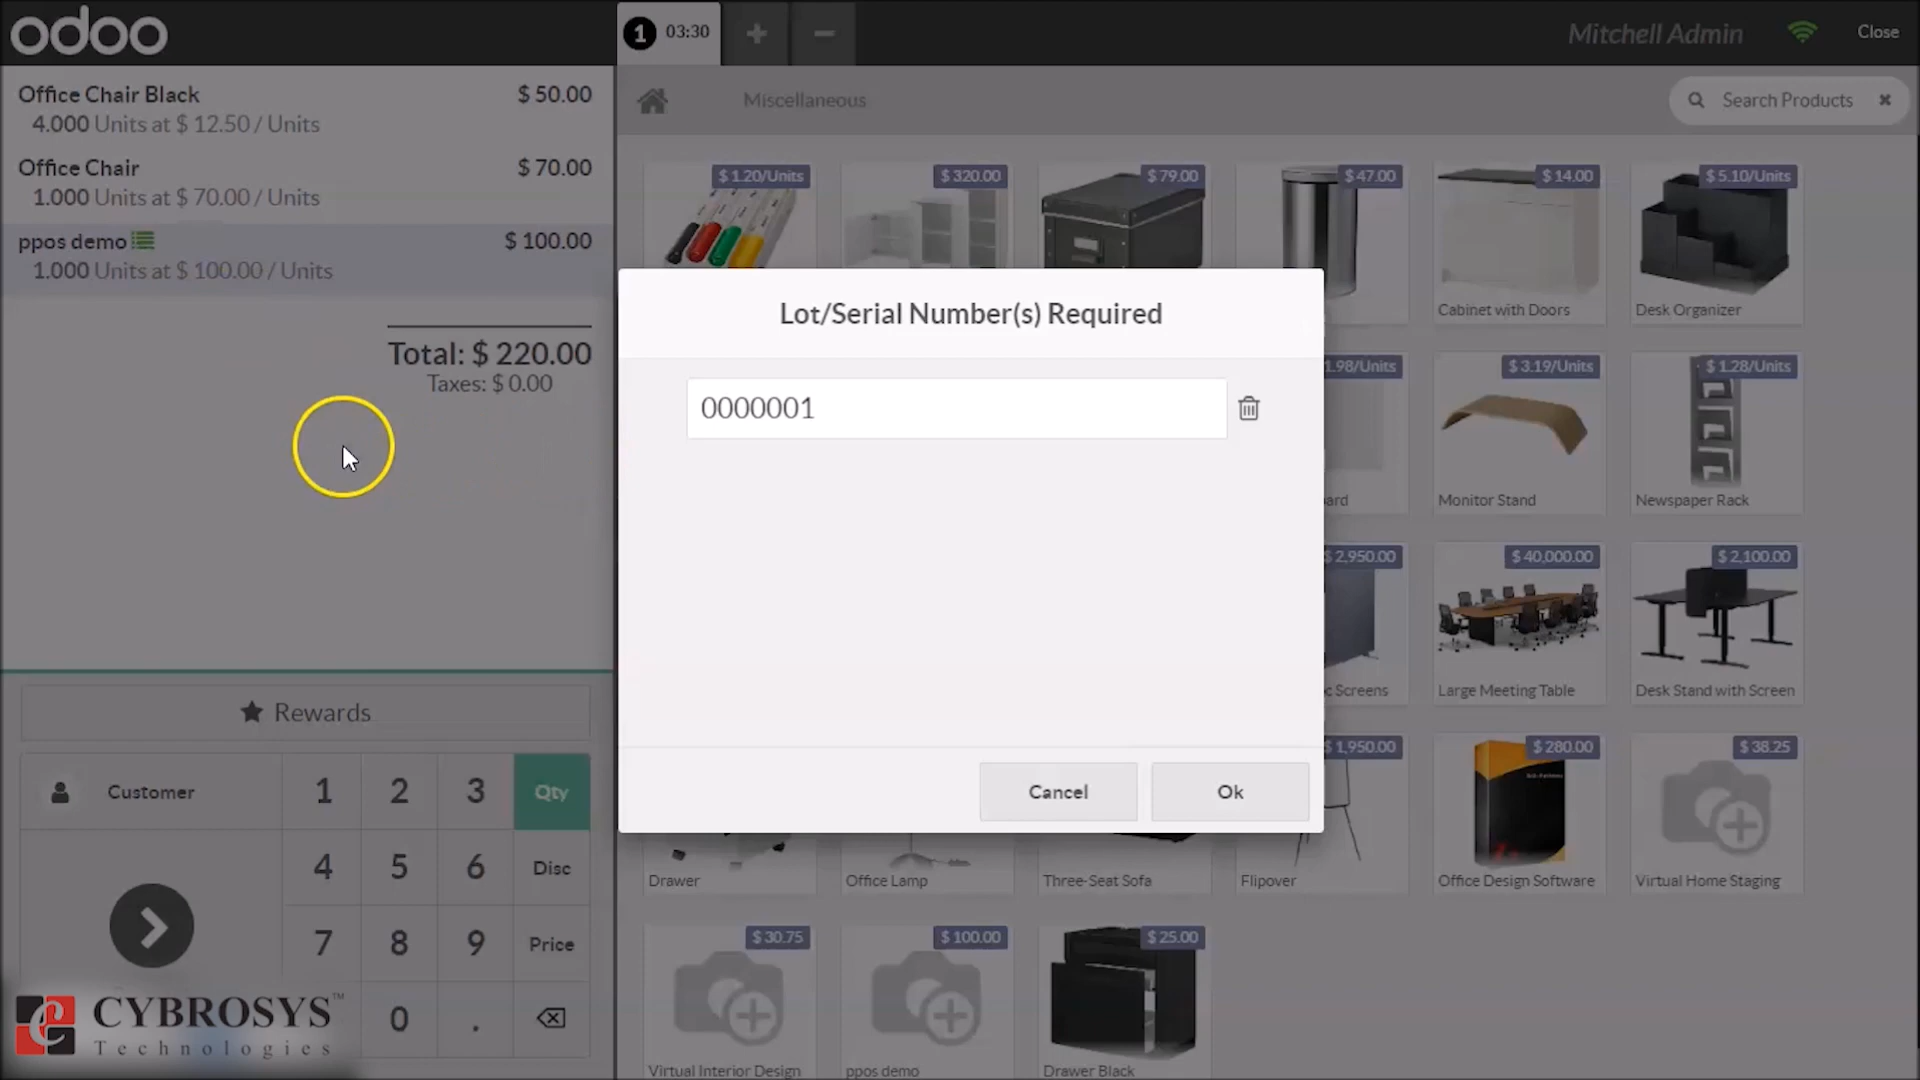 odoo
1 03:30
Mitchell Admin
Close
Office Chair Black $ 50.00
4.000 Units at $ 12.50 / Units
Office Chair $ 70.00
1.000 Units at $ 70.00 / Units
ppos demo $ 100.00
1.000 Units at $ 100.00 / Units
Total: $ 220.00
Taxes: $ 0.00
Rewards
Customer
1 2 3 Qty
4 5 6 Disc
7 8 9 Price
0 .
CYBROSYS™
Technologies
Miscellaneous
Search Products
$ 1.20/Units
$ 320.00
$ 79.00
$ 47.00
$ 14.00
$ 5.10/Units
Cabinet with Doors
Desk Organizer
Lot/Serial Number(s) Required
0000001
Cancel
Ok
1.98/Units
$ 3.19/Units
$ 1.28/Units
ard
Monitor Stand
Newspaper Rack
$ 2,950.00
$ 40,000.00
$ 2,100.00
c Screens
Large Meeting Table
Desk Stand with Screen
$ 1,950.00
$ 280.00
$ 38.25
Drawer
Office Lamp
Three-Seat Sofa
Flipover
Office Design Software
Virtual Home Staging
$ 30.75
$ 100.00
$ 25.00
Virtual Interior Design
ppos demo
Drawer Black